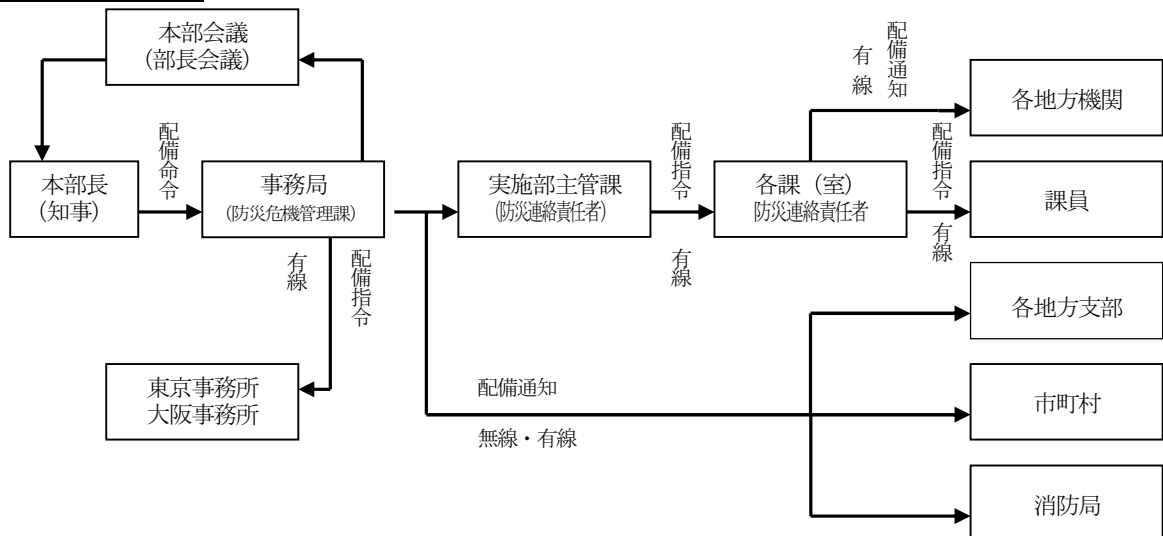 本部会議
(部長会議)
配備通知
有線
各地方機関
配備命令
配備指令
配備指令
本部長
(知事)
事務局
(防災危機管理課)
実施部主管課
(防災連絡責任者)
各課（室）
防災連絡責任者
課員
有線
配備指令
有線
有線
各地方支部
東京事務所
大阪事務所
配備通知
無線・有線
市町村
消防局